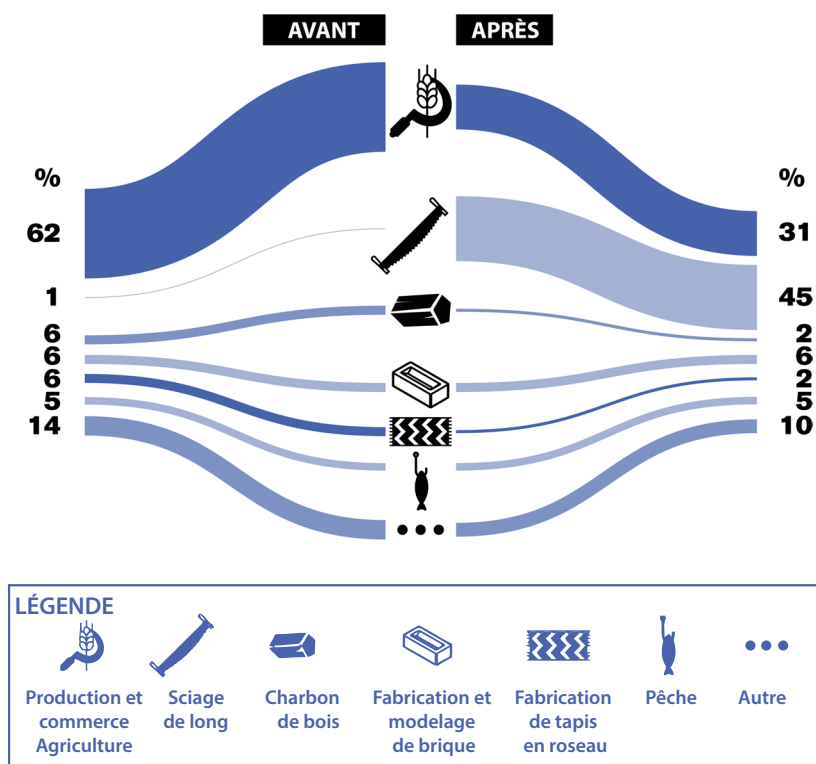 AVANT
APRÈS
%
62
1
6
6
6
5
14
%
31
45
2
6
2
5
10
LÉGENDE
Production et
commerce
Agriculture
Sciage
de long
Charbon
de bois
Fabrication et
modelage
de brique
Fabrication
de tapis
en roseau
Pêche
Autre